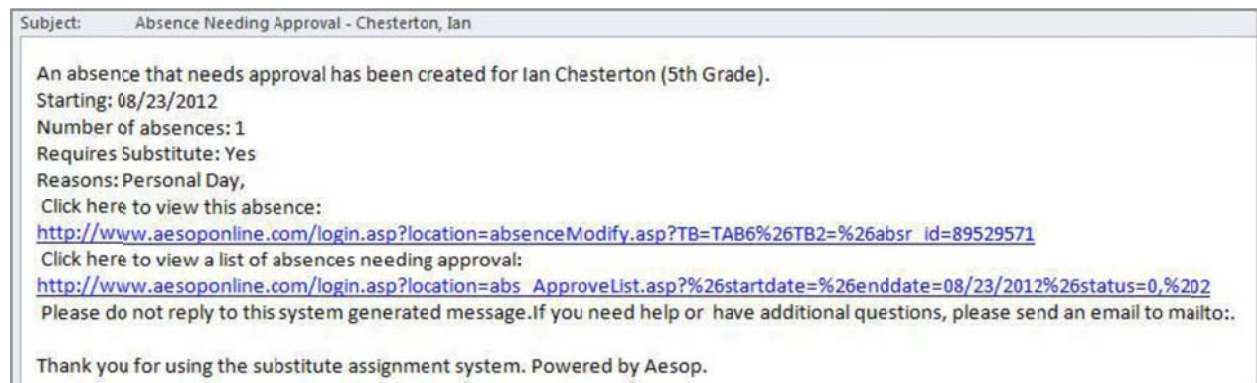 Subject: Absence Needing Approval - Chesterton, Ian
An absence that needs approval has been created for Ian Chesterton (5th Grade).
Starting: 08/23/2012
Number of absences: 1
Requires Substitute: Yes
Reasons: Personal Day,
Click here to view this absence:
http://www.aesoponline.com/login.asp?location=absenceModify.asp?TB=TAB6%26TB2=%26absr_id=89529571
Click here to view a list of absences needing approval:
http://www.aesoponline.com/login.asp?location=abs_ApproveList.asp?%26startdate=%26enddate=08/23/2012%26status=0,%202
Please do not reply to this system generated message.If you need help or have additional questions, please send an email to mailto:.
Thank you for using the substitute assignment system. Powered by Aesop.